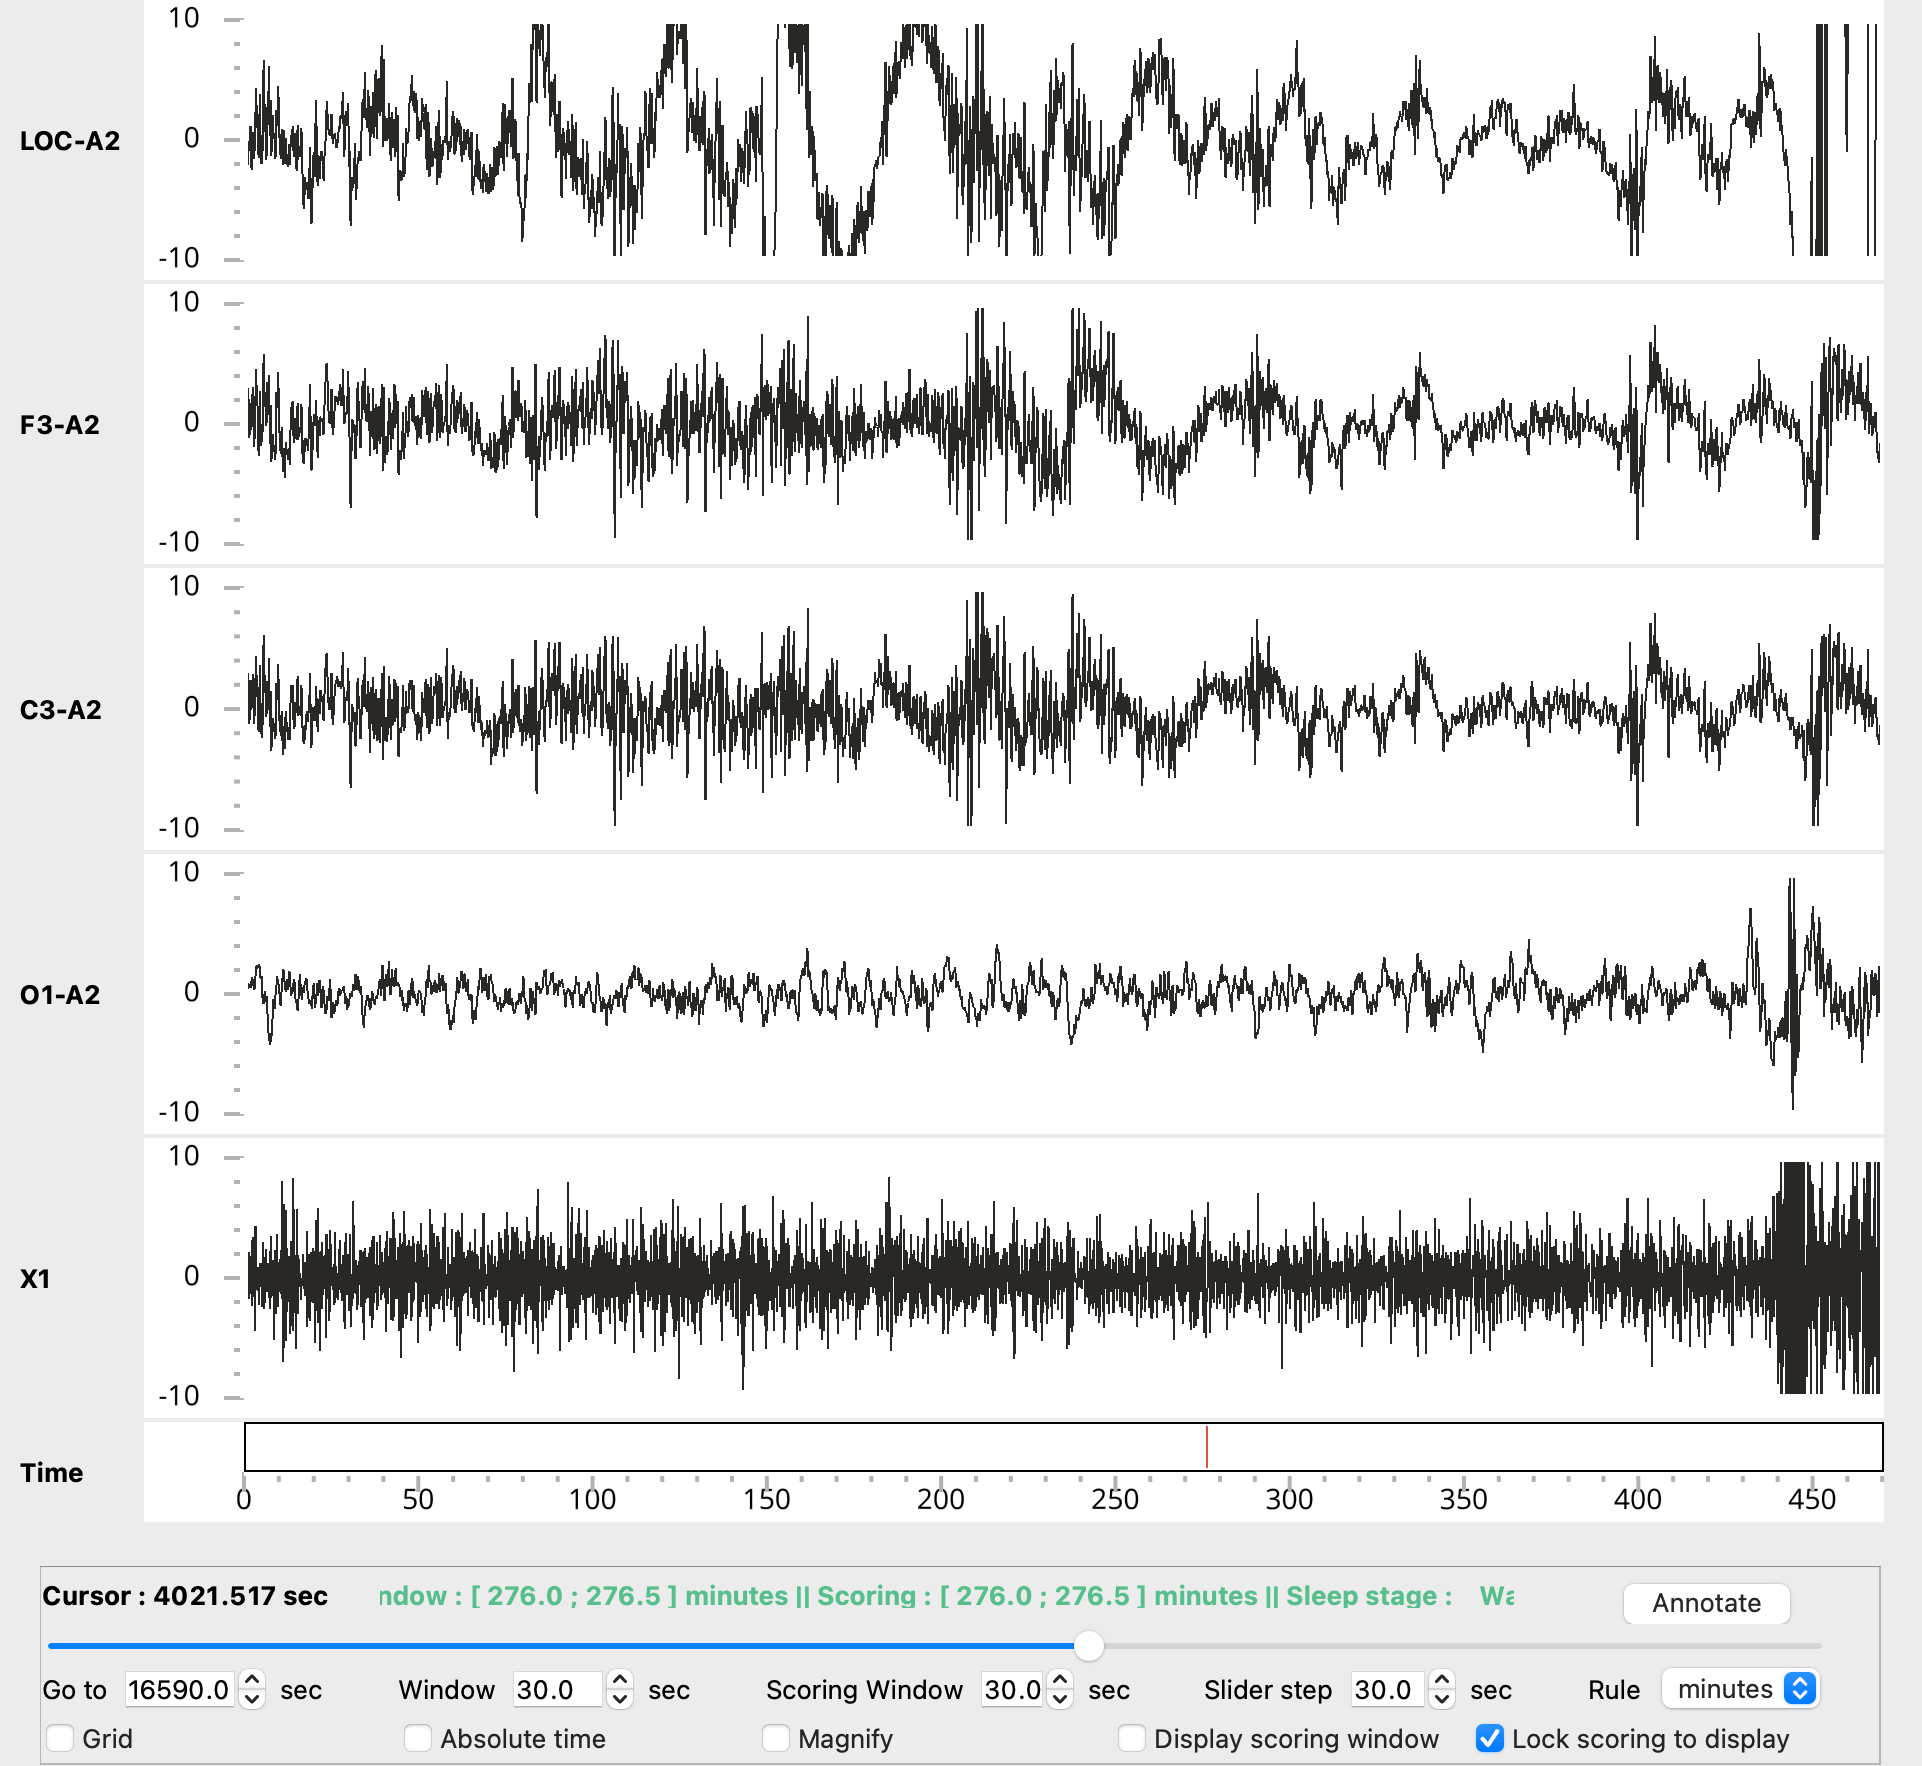 10
LOC-A2 0
-10
10
F3-A2 0
-10
10
C3-A2 0
-10
10
O1-A2 0
-10
10
X1 0
-10
Time
0 50 100 150 200 250 300 350 400 450
Cursor : 4021.517 sec ndow : [ 276.0 ; 276.5 ] minutes || Scoring : [ 276.0 ; 276.5 ] minutes || Sleep stage : Wa Annotate
Go to 16590.0 sec Window 30.0 sec Scoring Window 30.0 sec Slider step 30.0 sec Rule minutes
Grid Absolute time Magnify Display scoring window Lock scoring to display